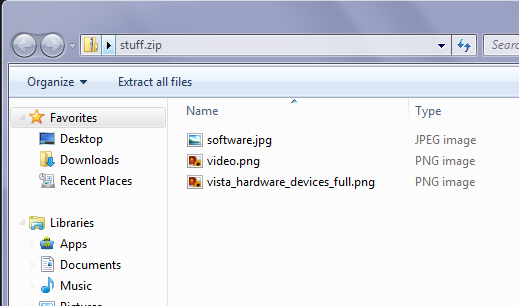 stuff.zip
Searc
Organize
Extract all files
Name
Type
Favorites
Desktop
Downloads
Recent Places
Libraries
Apps
Documents
Music
Pictures
software.jpg JPEG image
video.png PNG image
vista_hardware_devices_full.png PNG image